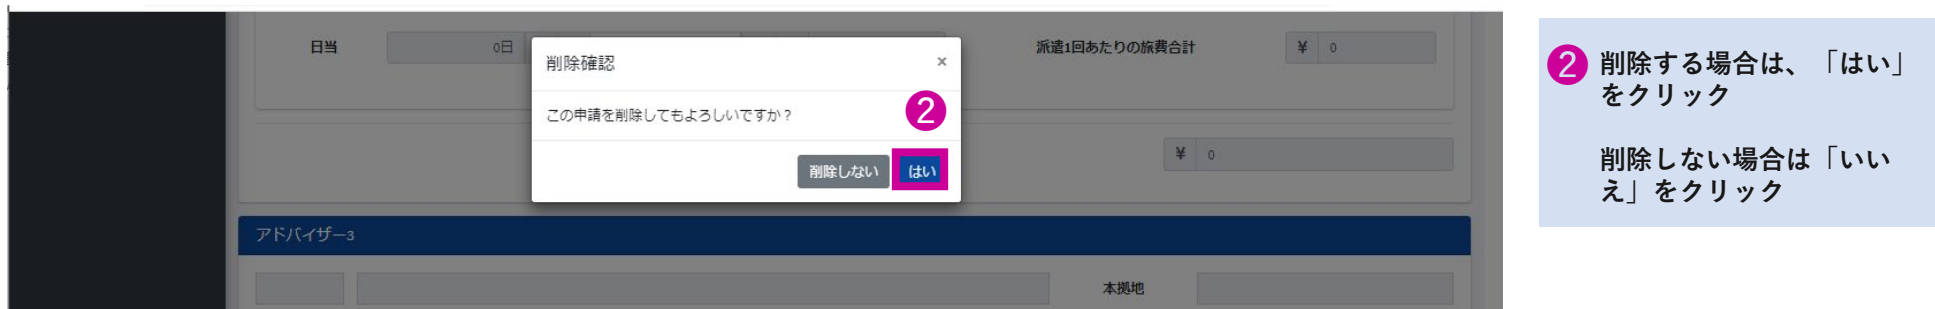 日当
0日
派遣1回あたりの旅費合計
¥ 0
削除確認
×
この申請を削除してもよろしいですか？
2
削除しない
はい
¥ 0
アドバイザー3
本拠地
2 削除する場合は、「はい」
をクリック
削除しない場合は「いい
え」をクリック